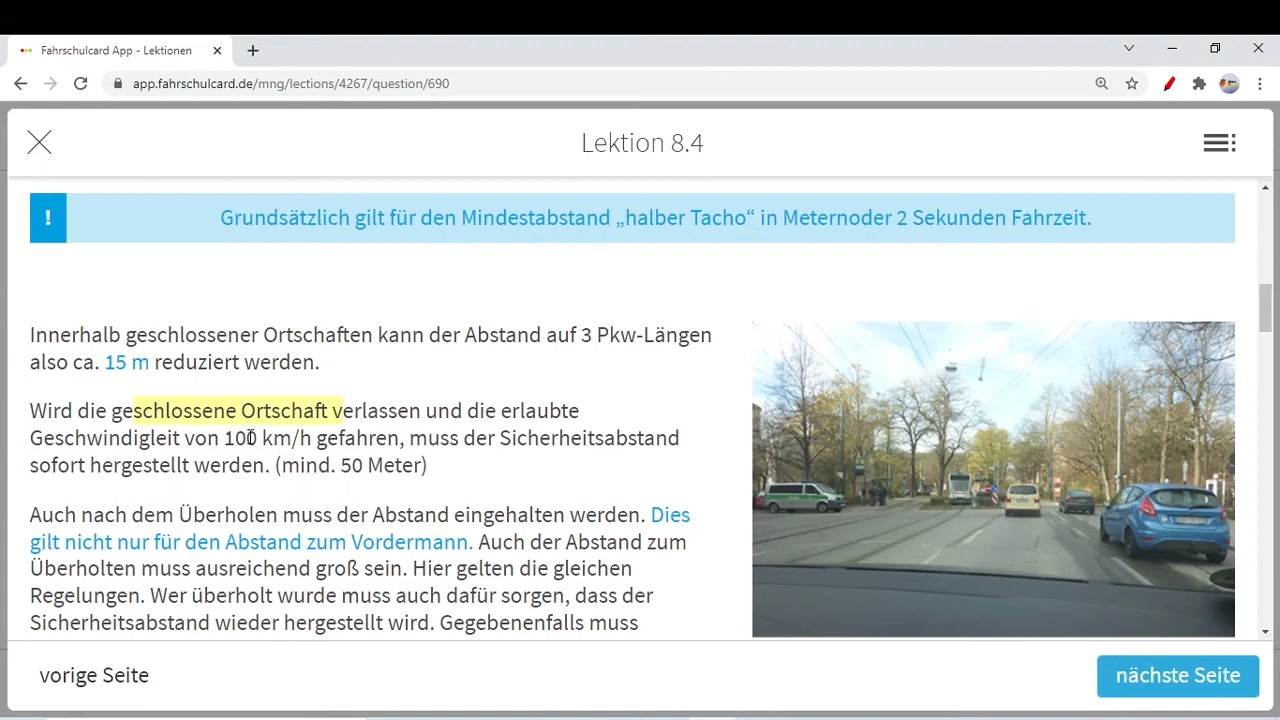 Fahrschulcard App - Lektionen
app.fahrschulcard.de/mng/lections/4267/question/690
Lektion 8.4
! Grundsätzlich gilt für den Mindestabstand „halber Tacho“ in Meternoder 2 Sekunden Fahrzeit.
Innerhalb geschlossener Ortschaften kann der Abstand auf 3 Pkw-Längen
also ca. 15 m reduziert werden.
Wird die geschlossene Ortschaft verlassen und die erlaubte
Geschwindigleit von 100 km/h gefahren, muss der Sicherheitsabstand
sofort hergestellt werden. (mind. 50 Meter)
Auch nach dem Überholen muss der Abstand eingehalten werden. Dies
gilt nicht nur für den Abstand zum Vordermann. Auch der Abstand zum
Überholten muss ausreichend groß sein. Hier gelten die gleichen
Regelungen. Wer überholt wurde muss auch dafür sorgen, dass der
Sicherheitsabstand wieder hergestellt wird. Gegebenenfalls muss
vorige Seite
nächste Seite